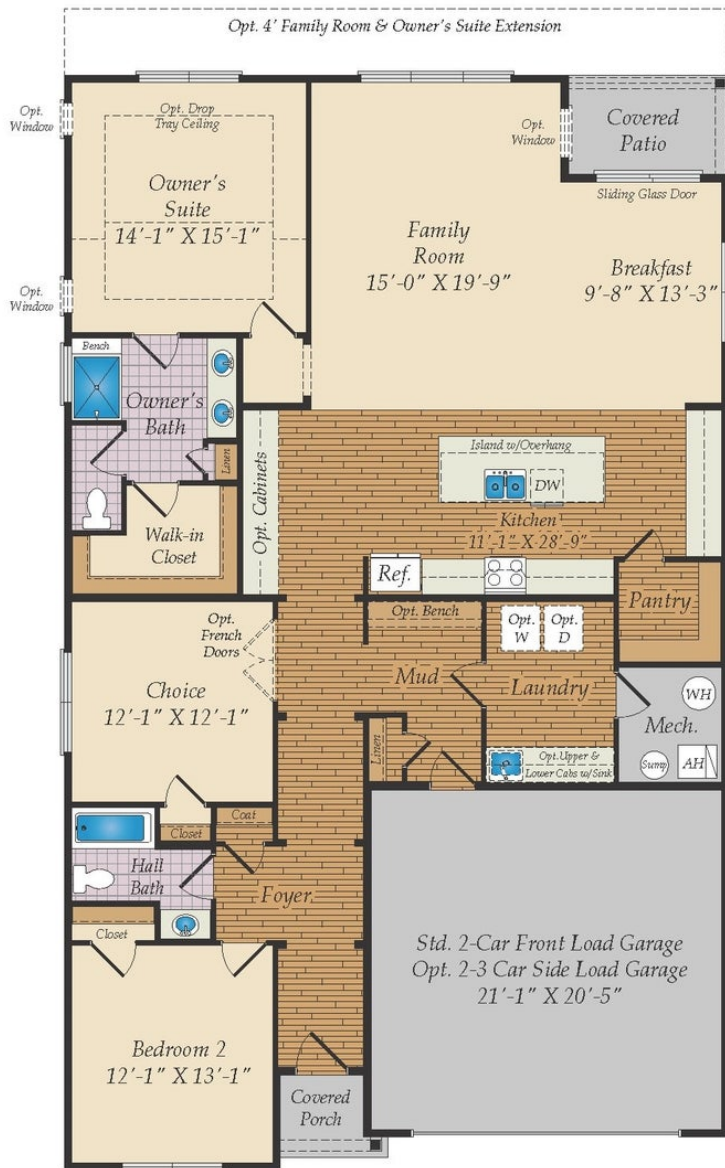 Opt. 4' Family Room & Owner's Suite Extension
Opt.
Window
Opt. Drop
Tray Ceiling
Owner's
Suite
14'-1" X 15'-1"
Opt.
Window
Opt.
Window
Covered
Patio
Sliding Glass Door
Family
Room
15'-0" X 19'-9"
Breakfast
9'-8" X 13'-3"
Bench
Owner's
Bath
Linen
Walk-in
Closet
Opt. Cabinets
Island w/Overhang
DW
Kitchen
11'-1" X 28'-9"
Ref.
Pantry
Opt.
French
Doors
Choice
12'-1" X 12'-1"
Opt. Bench
Mud
Linen
Opt.
W
Opt.
D
Laundry
Opt.Upper &
Lower Cabs w/Sink
WH
Mech.
Sump
AH
Closet
Coat
Hall
Bath
Foyer
Closet
Bedroom 2
12'-1" X 13'-1"
Covered
Porch
Std. 2-Car Front Load Garage
Opt. 2-3 Car Side Load Garage
21'-1" X 20'-5"